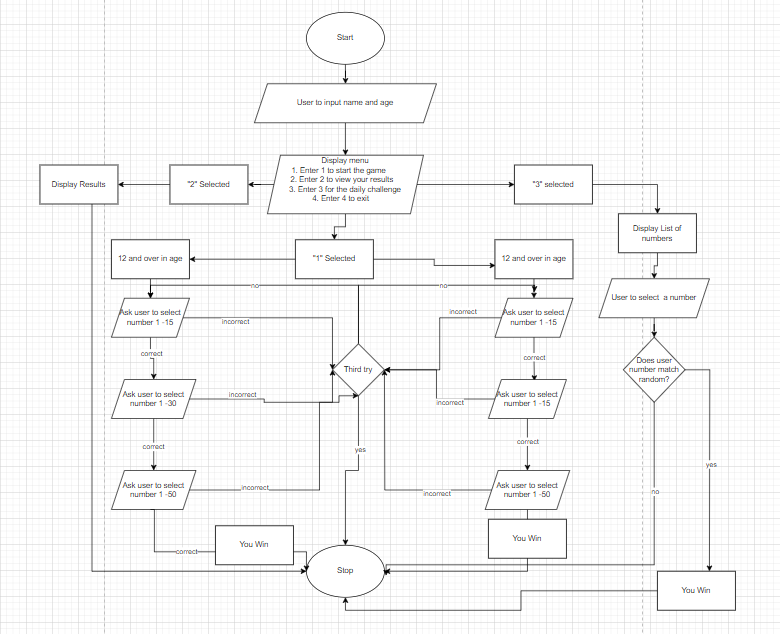 Start
User to input name and age
Display menu
1. Enter 1 to start the game
2. Enter 2 to view your results
3. Enter 3 for the daily challenge
4. Enter 4 to exit
Display Results
"2" Selected
"3" selected
Display List of
numbers
12 and over in age
"1" Selected
12 and over in age
no
no
User to select a number
Ask user to select
number 1 -15
incorrect
incorrect
Ask user to select
number 1 -15
correct
correct
Third try
Does user
number match
random?
Ask user to select
number 1 -30
incorrect
incorrect
Ask user to select
number 1 -15
correct
correct
yes
yes
Ask user to select
number 1 -50
incorrect
incorrect
Ask user to select
number 1 -50
no
correct
You Win
You Win
Stop
You Win